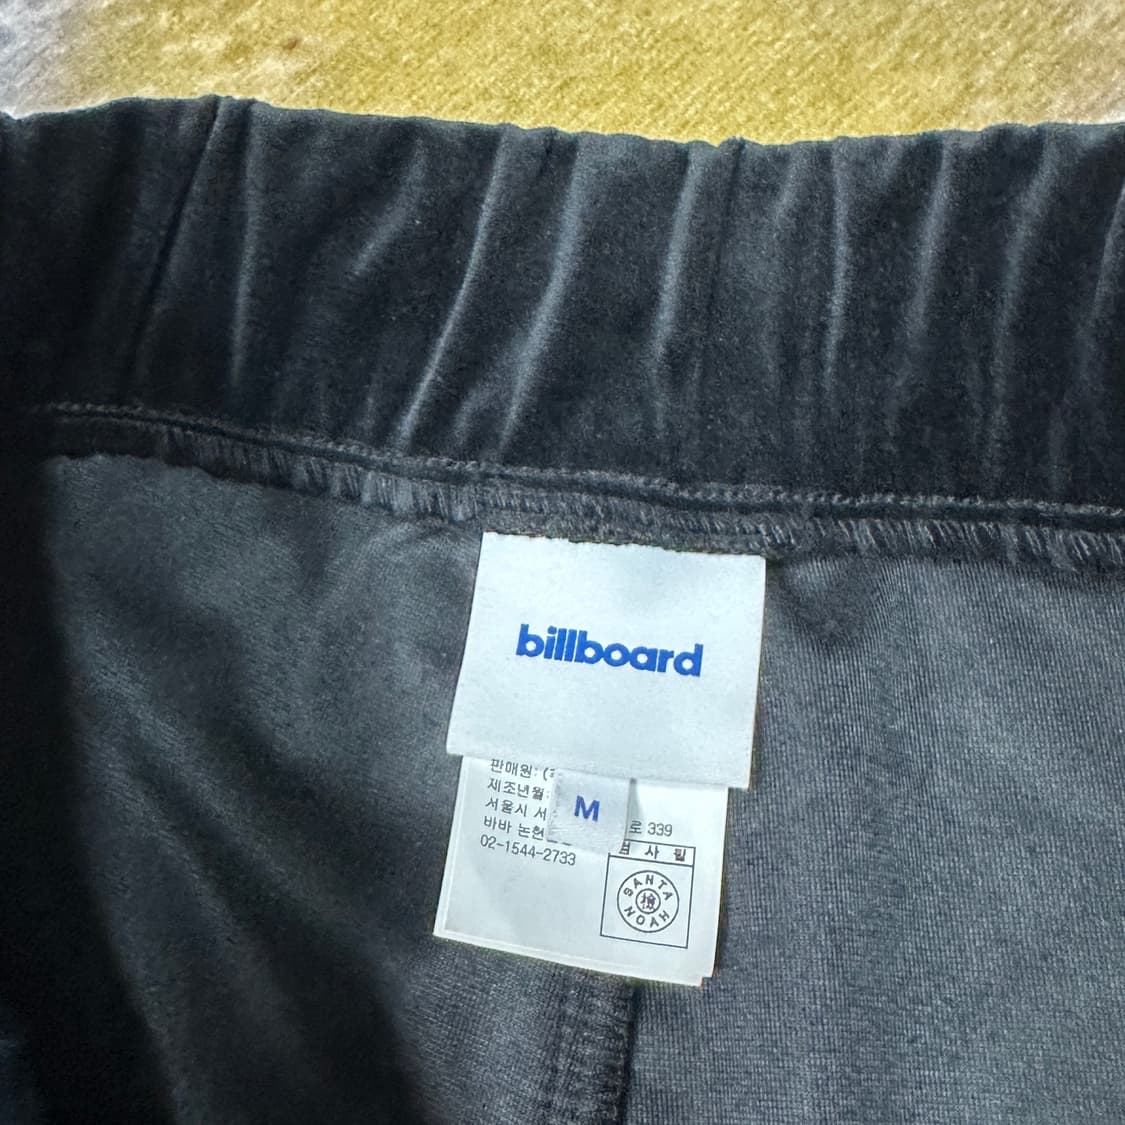 billboard
M
판매원: (
제조년월:
서울시 서
로 339
바바 논현
02-1544-2733
검 사 필
SANTA
檢
NOAH